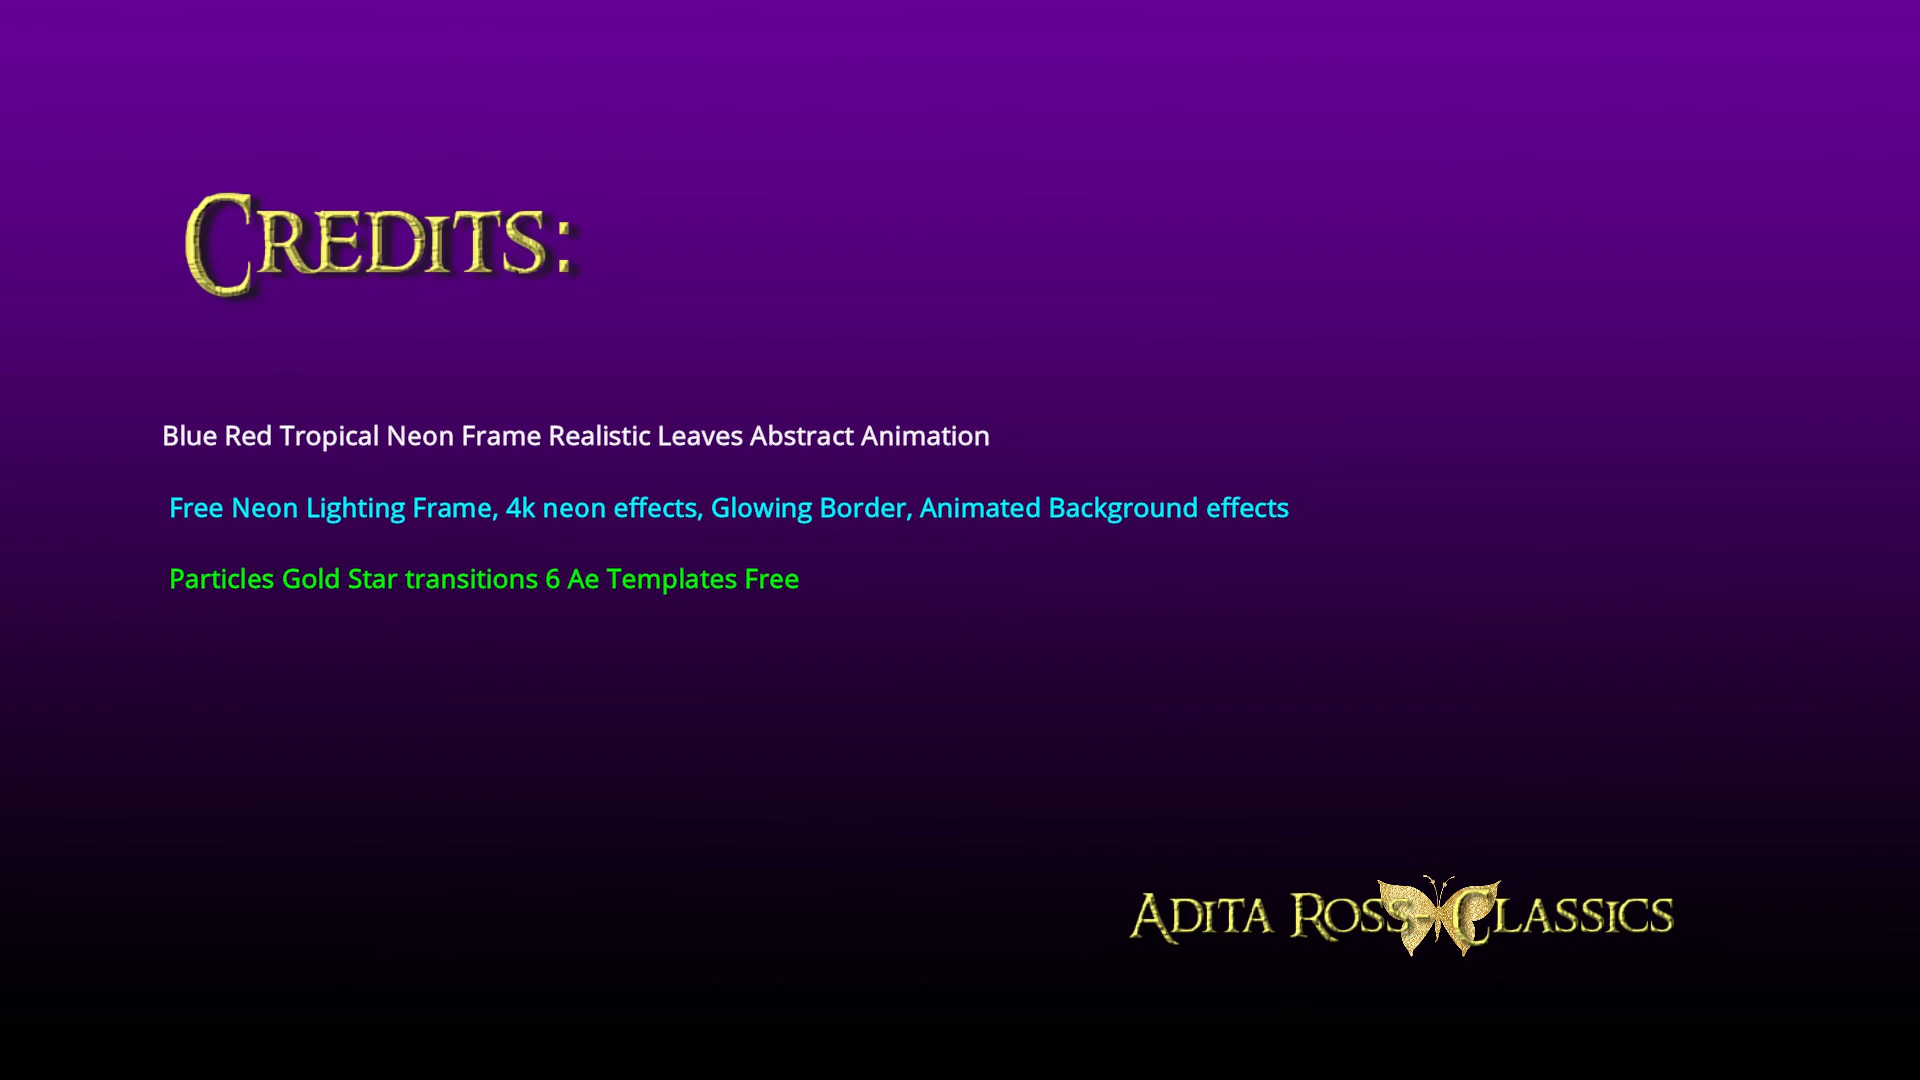 Credits:
Blue Red Tropical Neon Frame Realistic Leaves Abstract Animation
Free Neon Lighting Frame, 4k neon effects, Glowing Border, Animated Background effects
Particles Gold Star transitions 6 Ae Templates Free
Adita Ross- Classics